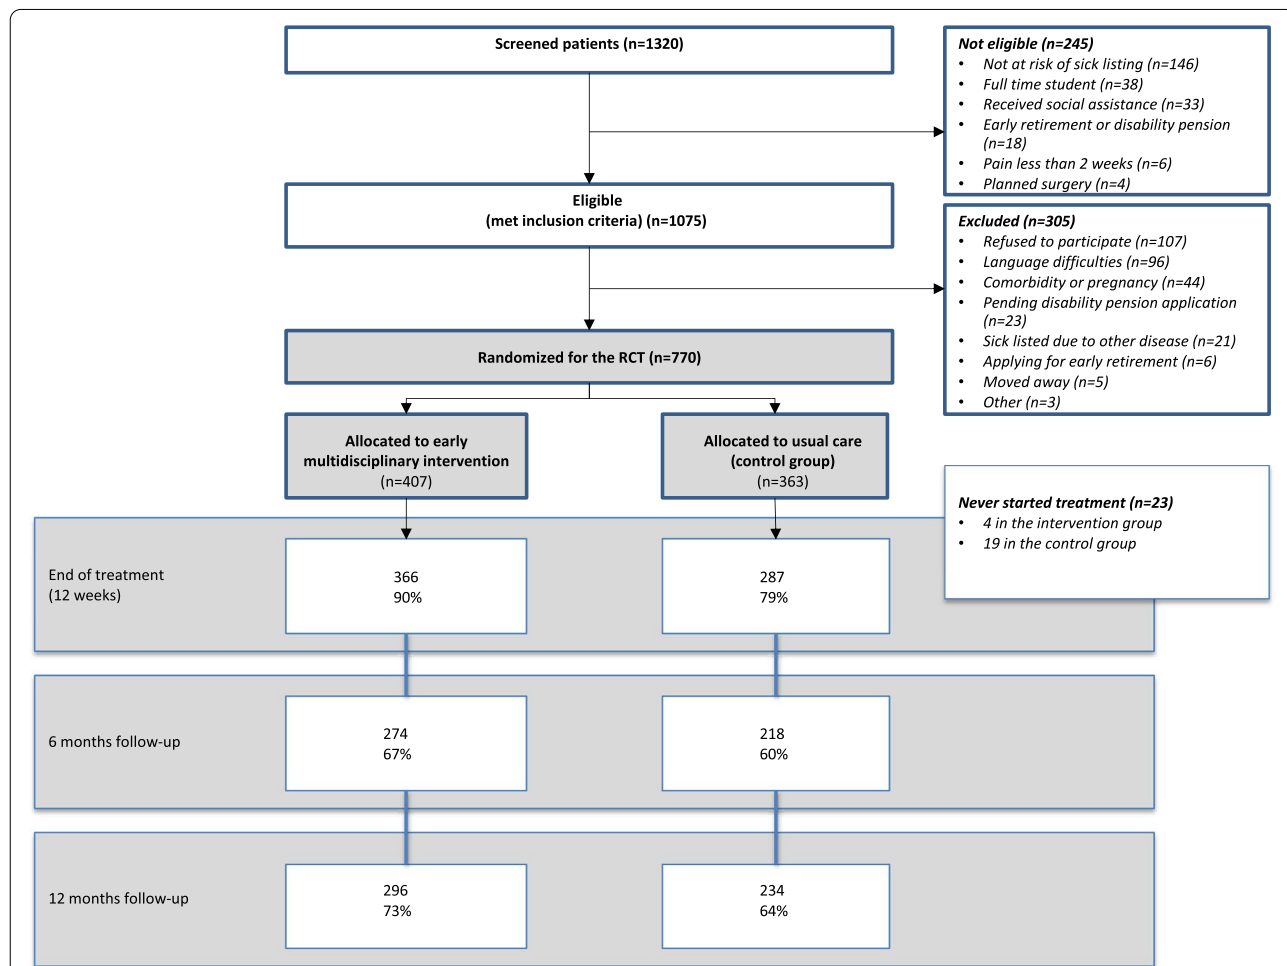 Screened patients (n=1320)
Not eligible (n=245)
• Not at risk of sick listing (n=146)
• Full time student (n=38)
• Received social assistance (n=33)
• Early retirement or disability pension
(n=18)
• Pain less than 2 weeks (n=6)
• Planned surgery (n=4)
Eligible
(met inclusion criteria) (n=1075)
Excluded (n=305)
• Refused to participate (n=107)
• Language difficulties (n=96)
• Comorbidity or pregnancy (n=44)
• Pending disability pension application
(n=23)
• Sick listed due to other disease (n=21)
• Applying for early retirement (n=6)
• Moved away (n=5)
• Other (n=3)
Randomized for the RCT (n=770)
Allocated to early
multidisciplinary intervention
(n=407)
Allocated to usual care
(control group)
(n=363)
Never started treatment (n=23)
• 4 in the intervention group
• 19 in the control group
End of treatment
(12 weeks)
366
90%
287
79%
6 months follow-up
274
67%
218
60%
12 months follow-up
296
73%
234
64%